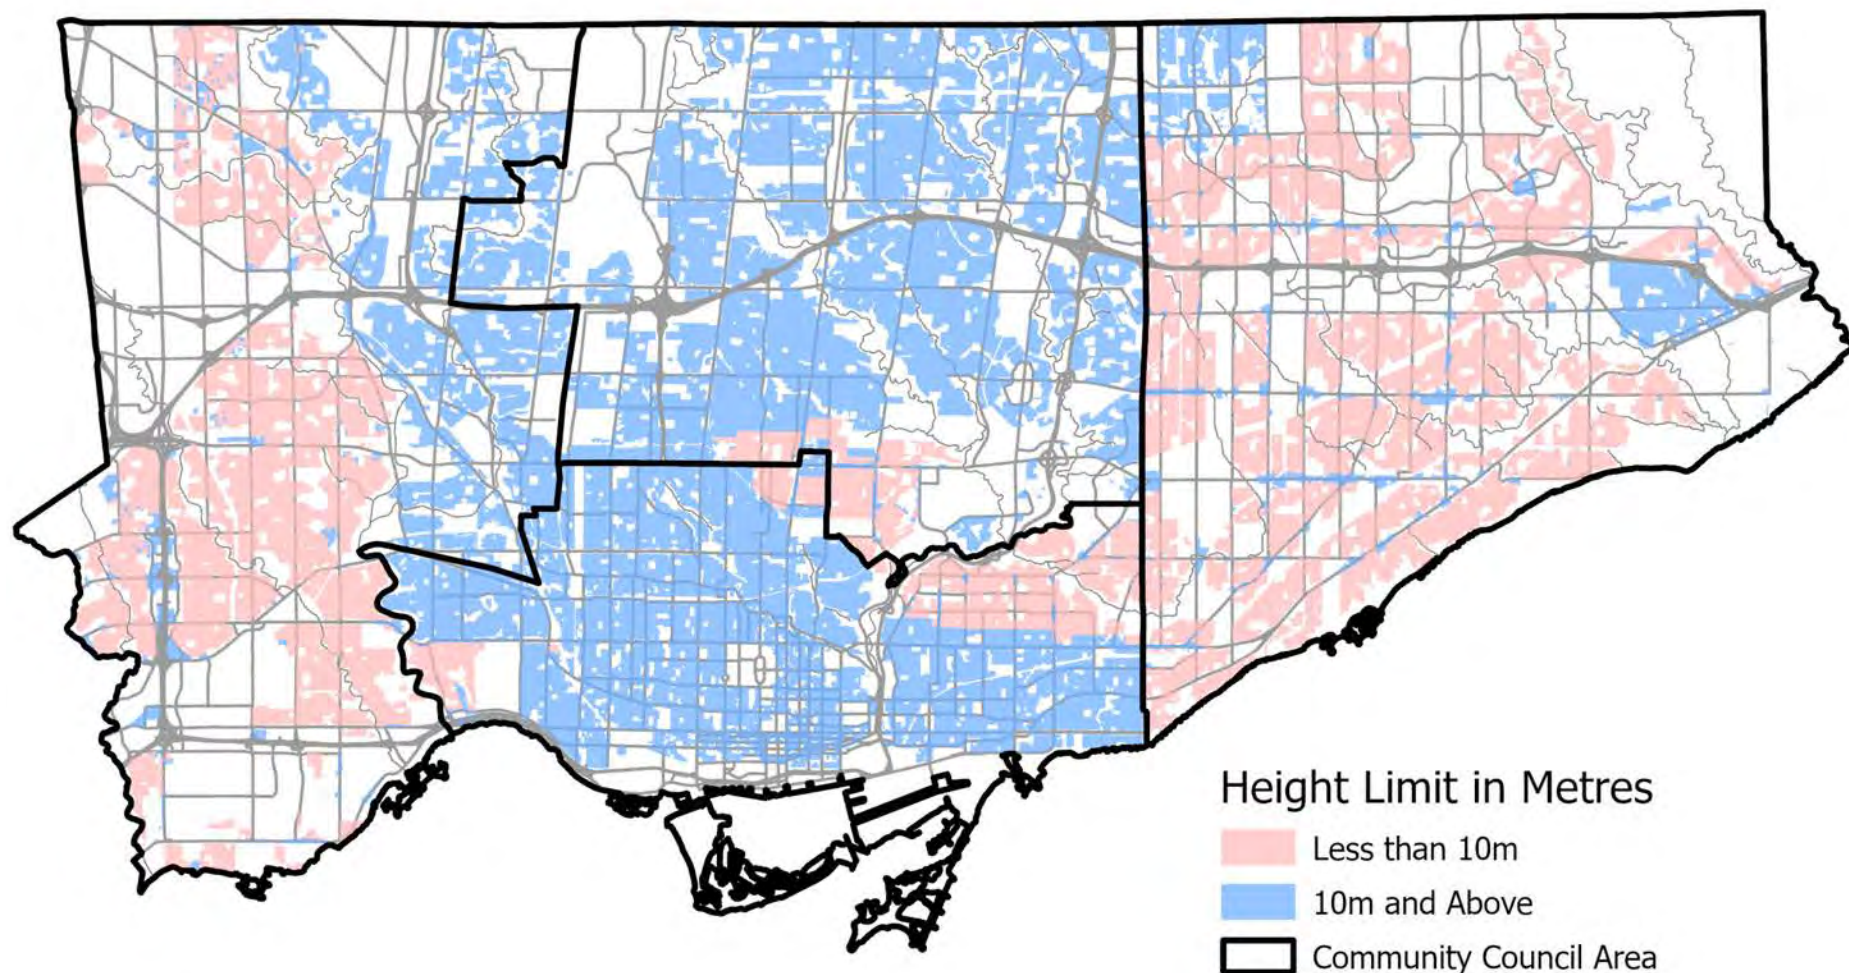 Height Limit in Metres
Less than 10m
10m and Above
Community Council Area